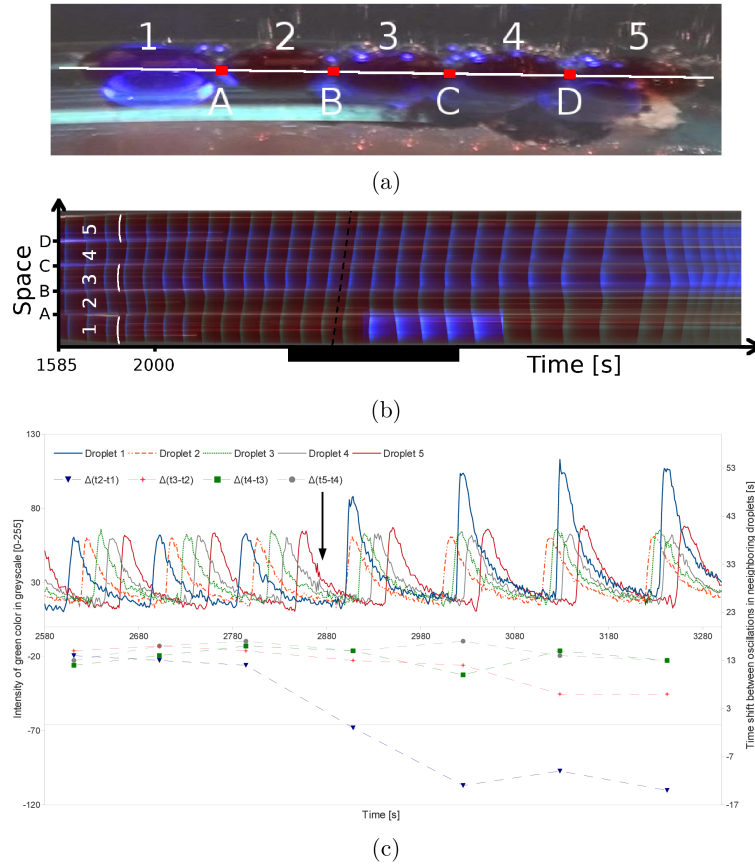 1 2 3 4 5
A B C D
(a)
Space
D
C
B
A
5
4
3
2
1
1585 2000 Time [s]
(b)
Intensity of green color in greyscale [0-255]
130
80
30
-20
-70
-120
Droplet 1 Droplet 2 Droplet 3 Droplet 4 Droplet 5
Δ(t2-t1) Δ(t3-t2) Δ(t4-t3) Δ(t5-t4)
2580 2680 2780 2880 2980 3080 3180 3280
53
43
33
23
13
3
-7
-17
Time shift between oscillations in neeighboring droplets [s]
Time [s]
(c)